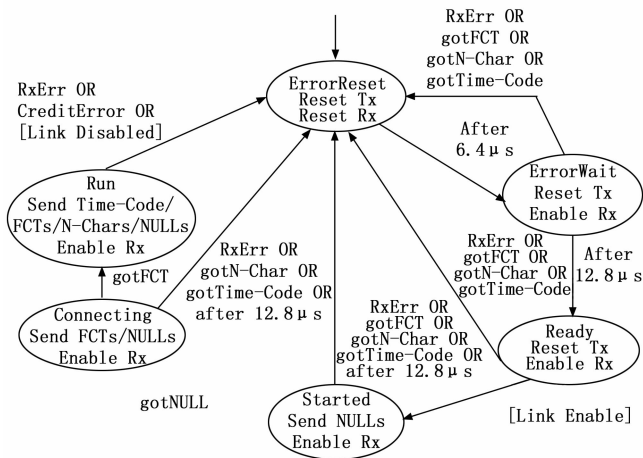 RxErr OR
gotFCT OR
gotN-Char OR
gotTime-Code
ErrorReset
Reset Tx
Reset Rx
RxErr OR
CreditError OR
[Link Disabled]
After
6.4μs
ErrorWait
Reset Tx
Enable Rx
Run
Send Time-Code/
FCTs/N-Chars/NULLs
Enable Rx
RxErr OR
gotN-Char OR
gotTime-Code OR
after 12.8μs
RxErr OR
gotFCT OR
gotN-Char OR
gotTime-Code
After
12.8μs
gotFCT
Connecting
Send FCTs/NULLs
Enable Rx
RxErr OR
gotFCT OR
gotN-Char OR
gotTime-Code OR
after 12.8μs
Ready
Reset Tx
Enable Rx
gotNULL
Started
Send NULLs
Enable Rx
[Link Enable]